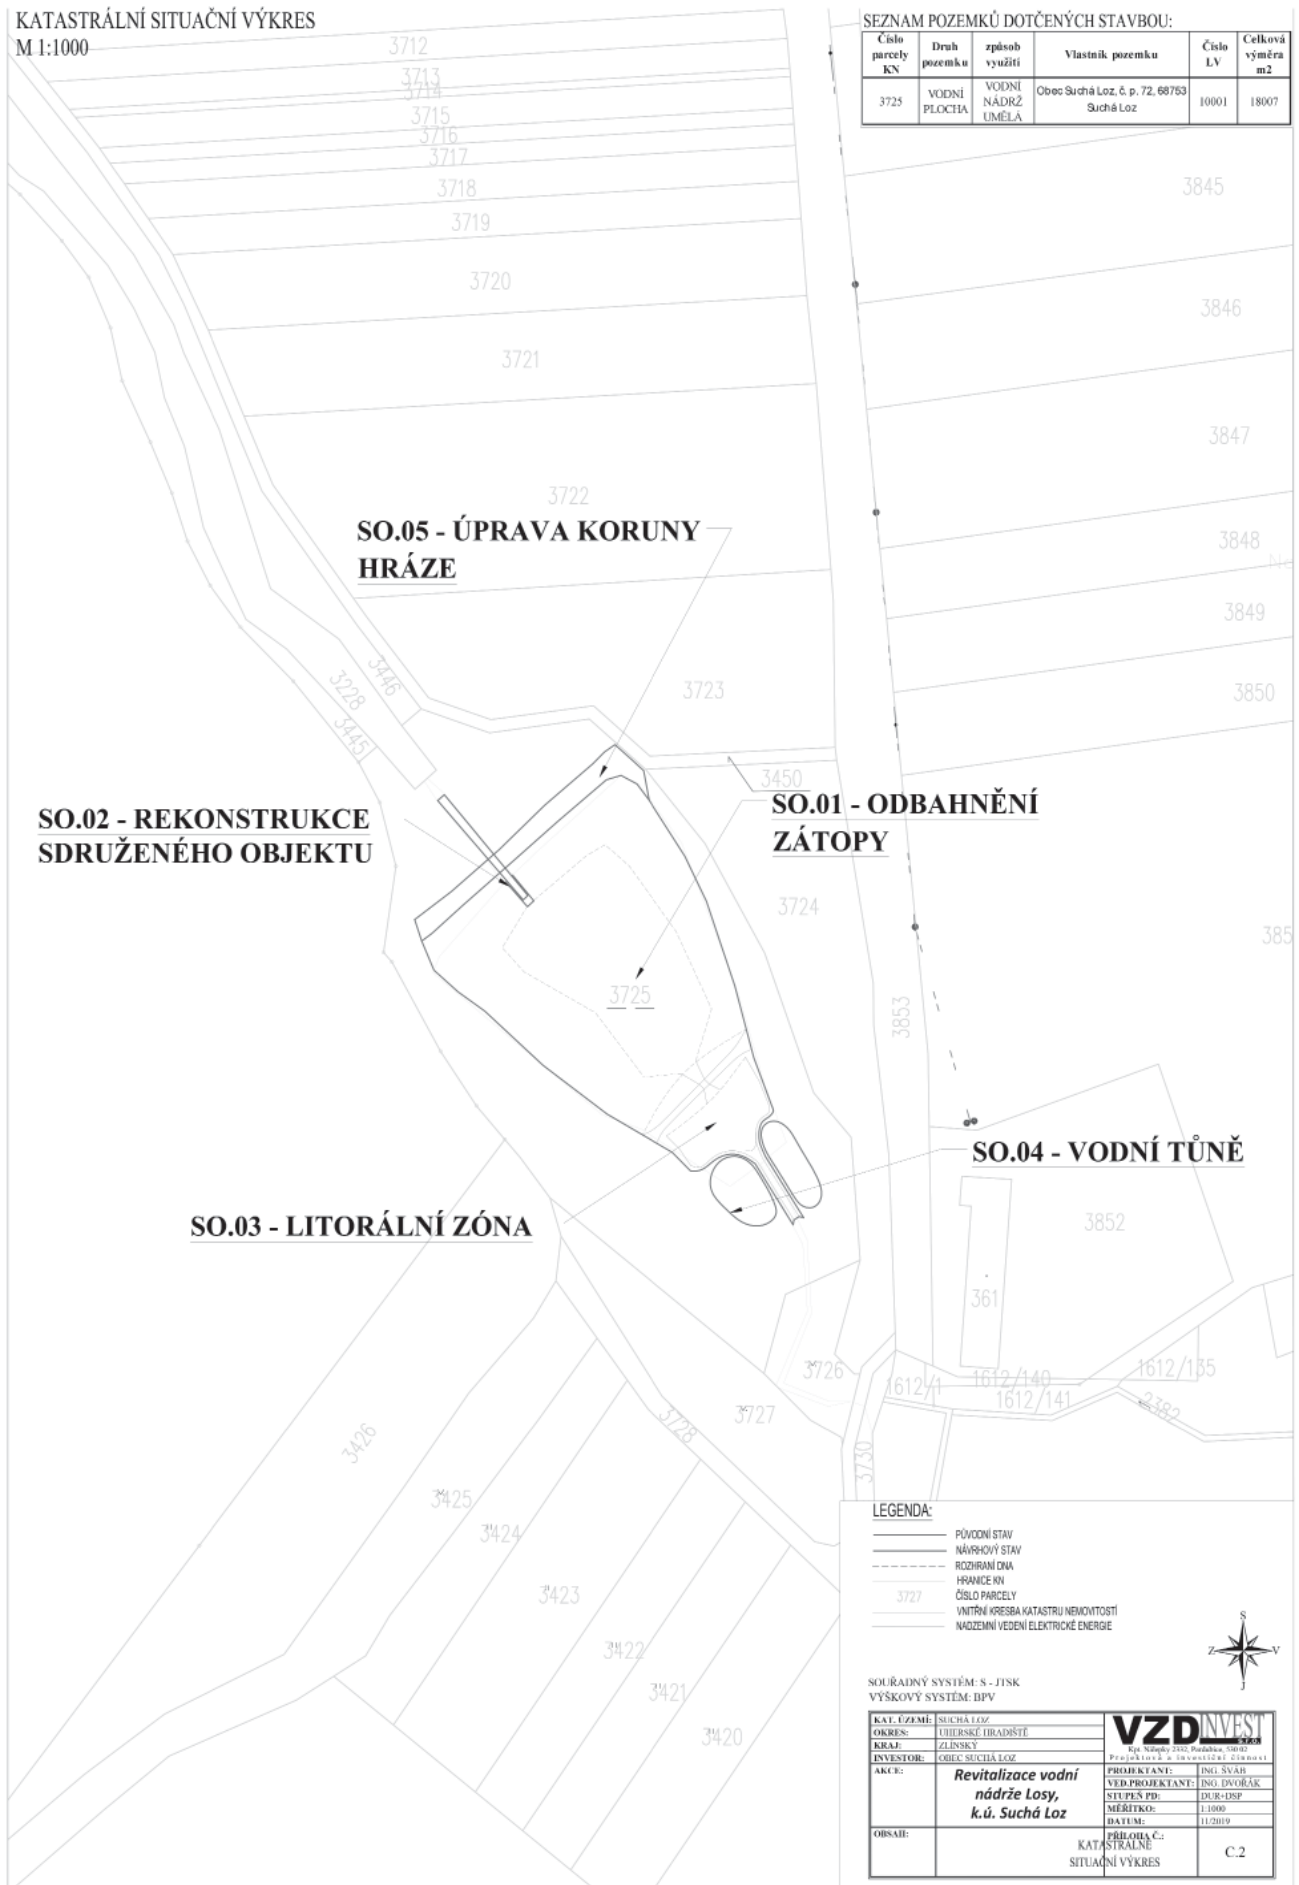 KATASTRÁLNÍ SITUAČNÍ VÝKRES
M 1:1000
SEZNAM POZEMKŮ DOTČENÝCH STAVBOU:
Číslo parcely KN
Druh pozemku
způsob využití
Vlastník pozemku
Číslo LV
Celková výměra m2
3725
VODNÍ PLOCHA
VODNÍ NÁDRŽ UMĚLÁ
Obec Suchá Loz, č. p. 72, 68753 Suchá Loz
10001
18007
3712
3713
3714
3715
3716
3717
3718
3719
3720
3721
3722
3845
3846
3847
3848
3849
3850
SO.05 - ÚPRAVA KORUNY
HRÁZE
3723
3446
3228
3445
3450
SO.01 - ODBAHNĚNÍ
ZÁTOPY
SO.02 - REKONSTRUKCE
SDRUŽENÉHO OBJEKTU
3724
385
3725
3853
SO.04 - VODNÍ TŮNĚ
SO.03 - LITORÁLNÍ ZÓNA
3852
361
3726
3727
3728
1612/1
1612/140
1612/141
1612/135
2382
3730
3426
3425
3424
3423
3422
3421
3420
LEGENDA:
PŮVODNÍ STAV
NÁVRHOVÝ STAV
ROZHRANÍ DNA
HRANICE KN
3727 ČÍSLO PARCELY
VNITŘNÍ KRESBA KATASTRU NEMOVITOSTÍ
NADZEMNÍ VEDENÍ ELEKTRICKÉ ENERGIE
S
Z
V
J
SOUŘADNÝ SYSTÉM: S - JTSK
VÝŠKOVÝ SYSTÉM: BPV
KAT. ÚZEMÍ: SUCHÁ LOZ
OKRES: UHERSKÉ HRADIŠTĚ
KRAJ: ZLÍNSKÝ
INVESTOR: OBEC SUCHÁ LOZ
VZD INVEST s.r.o.
Projektová a investiční činnost
AKCE:
Revitalizace vodní
nádrže Losy,
k.ú. Suchá Loz
PROJEKTANT: ING. ŠVÁB
VED.PROJEKTANT: ING. DVOŘÁK
STUPEŇ PD: DUR+DSP
MĚŘÍTKO: 1:1000
DATUM: 11/2019
OBSAH:
KATASTRÁLNĚ
SITUAČNÍ VÝKRES
PŘÍLOHA Č.:
C.2